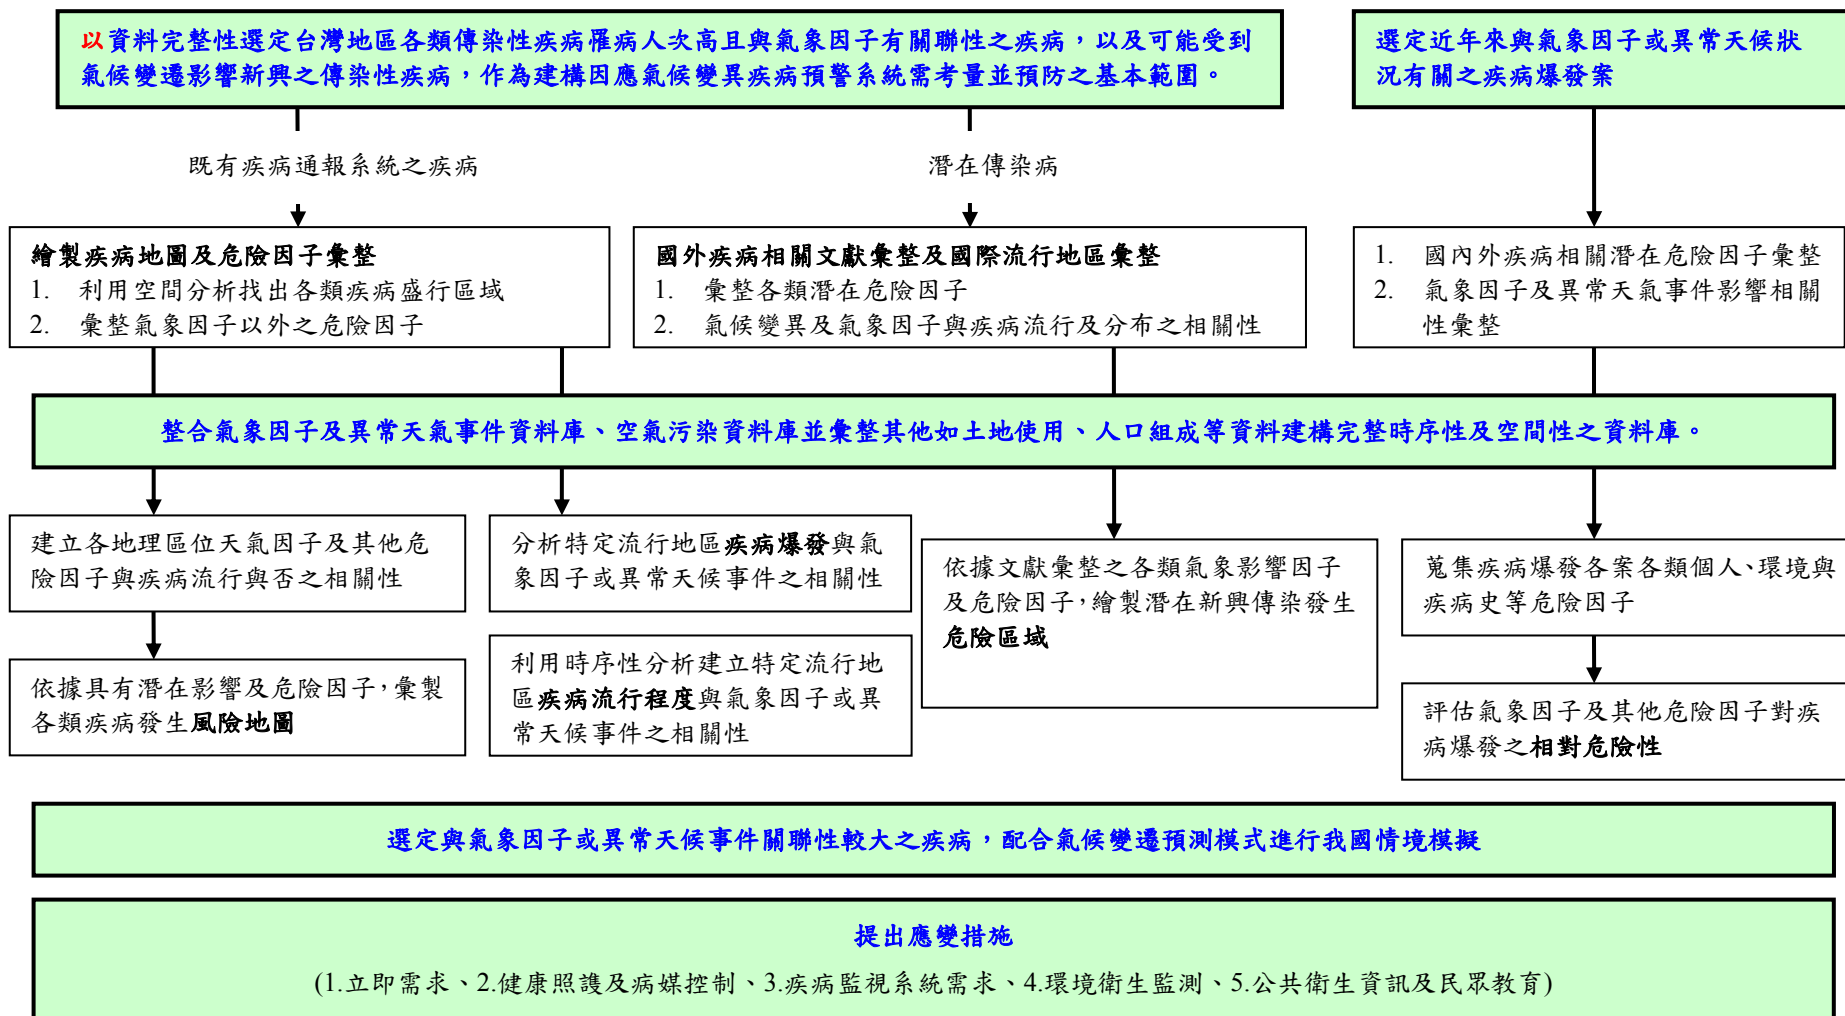 以資料完整性選定台灣地區各類傳染性疾病罹病人次高且與氣象因子有關聯性之疾病，以及可能受到
氣候變遷影響新興之傳染性疾病，作為建構因應氣候變異疾病預警系統需考量並預防之基本範圍。
選定近年來與氣象因子或異常天候狀
況有關之疾病爆發案
既有疾病通報系統之疾病
潛在傳染病
繪製疾病地圖及危險因子彙整
1. 利用空間分析找出各類疾病盛行區域
2. 彙整氣象因子以外之危險因子
國外疾病相關文獻彙整及國際流行地區彙整
1. 彙整各類潛在危險因子
2. 氣候變異及氣象因子與疾病流行及分布之相關性
1. 國內外疾病相關潛在危險因子彙整
2. 氣象因子及異常天氣事件影響相關
性彙整
整合氣象因子及異常天氣事件資料庫、空氣污染資料庫並彙整其他如土地使用、人口組成等資料建構完整時序性及空間性之資料庫。
建立各地理區位天氣因子及其他危
險因子與疾病流行與否之相關性
依據具有潛在影響及危險因子，彙製
各類疾病發生風險地圖
分析特定流行地區疾病爆發與氣
象因子或異常天候事件之相關性
利用時序性分析建立特定流行地
區疾病流行程度與氣象因子或異
常天候事件之相關性
依據文獻彙整之各類氣象影響因子
及危險因子，繪製潛在新興傳染發生
危險區域
蒐集疾病爆發各案各類個人、環境與
疾病史等危險因子
評估氣象因子及其他危險因子對疾
病爆發之相對危險性
選定與氣象因子或異常天候事件關聯性較大之疾病，配合氣候變遷預測模式進行我國情境模擬
提出應變措施
(1.立即需求、2.健康照護及病媒控制、3.疾病監視系統需求、4.環境衛生監測、5.公共衛生資訊及民眾教育)